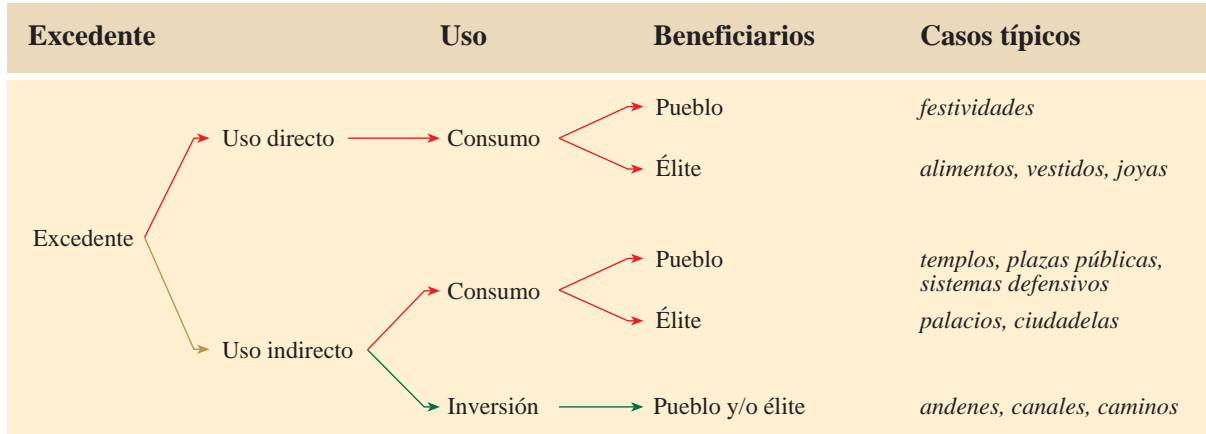 Excedente Uso Beneficiarios Casos típicos
Pueblo festividades
Uso directo Consumo
Élite alimentos, vestidos, joyas
Excedente
Pueblo templos, plazas públicas,
sistemas defensivos
Consumo
Élite palacios, ciudadelas
Uso indirecto
Inversión Pueblo y/o élite andenes, canales, caminos